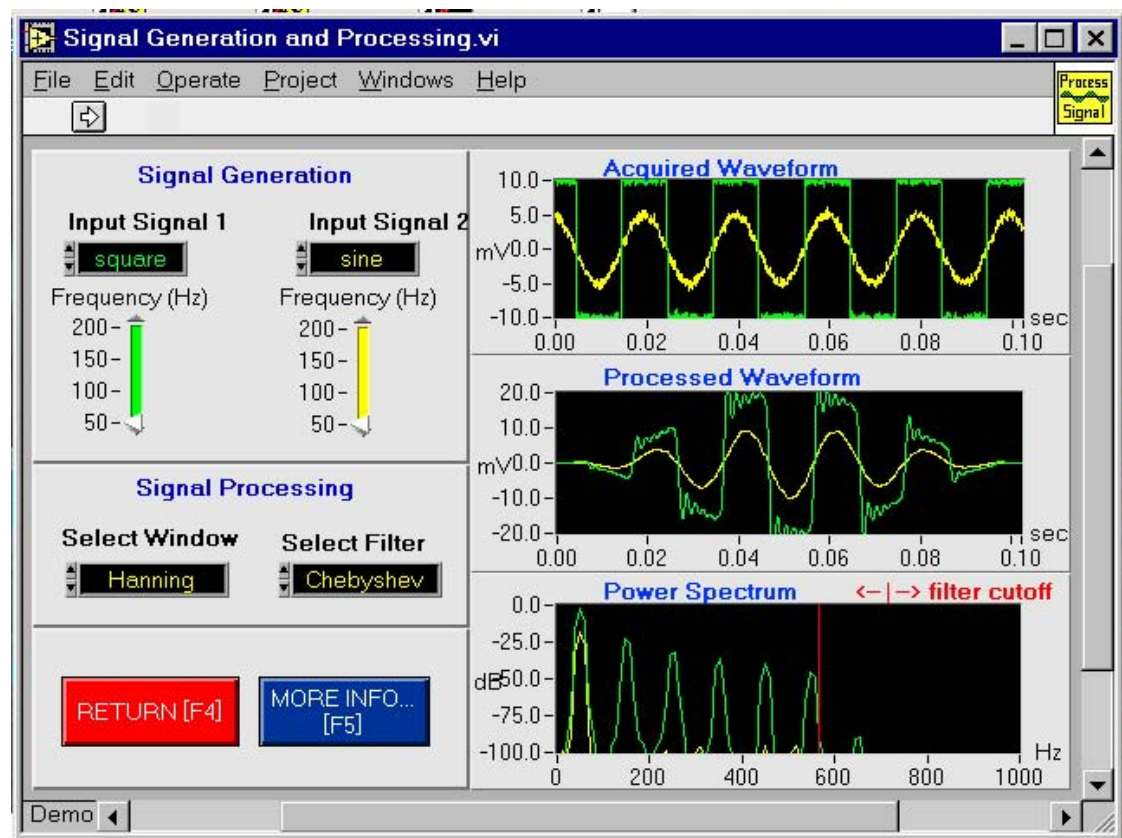 Signal Generation and Processing.vi
File Edit Operate Project Windows Help
Process
Signal
Signal Generation
Input Signal 1 Input Signal 2
square sine
Frequency (Hz) Frequency (Hz)
200 200
150 150
100 100
50 50
Signal Processing
Select Window Select Filter
Hanning Chebyshev
RETURN [F4]
MORE INFO...
[F5]
Acquired Waveform
10.0
5.0
mV 0.0
-5.0
-10.0
sec
0.00 0.02 0.04 0.06 0.08 0.10
Processed Waveform
20.0
10.0
mV 0.0
-10.0
-20.0
sec
0.00 0.02 0.04 0.06 0.08 0.10
Power Spectrum <-|-> filter cutoff
0.0
-25.0
dB -50.0
-75.0
-100.0
Hz
0 200 400 600 800 1000
Demo